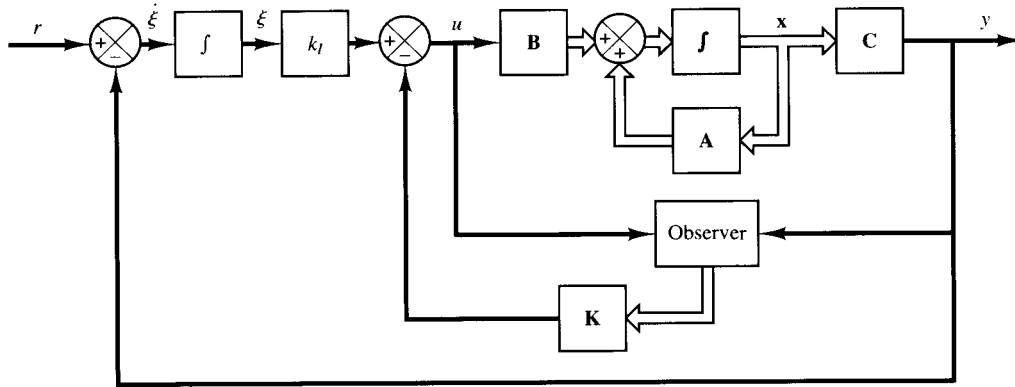 r
+
−
ξ̇
∫
ξ
k_I
+
−
u
B
+
+
∫
x
C
y
A
Observer
K